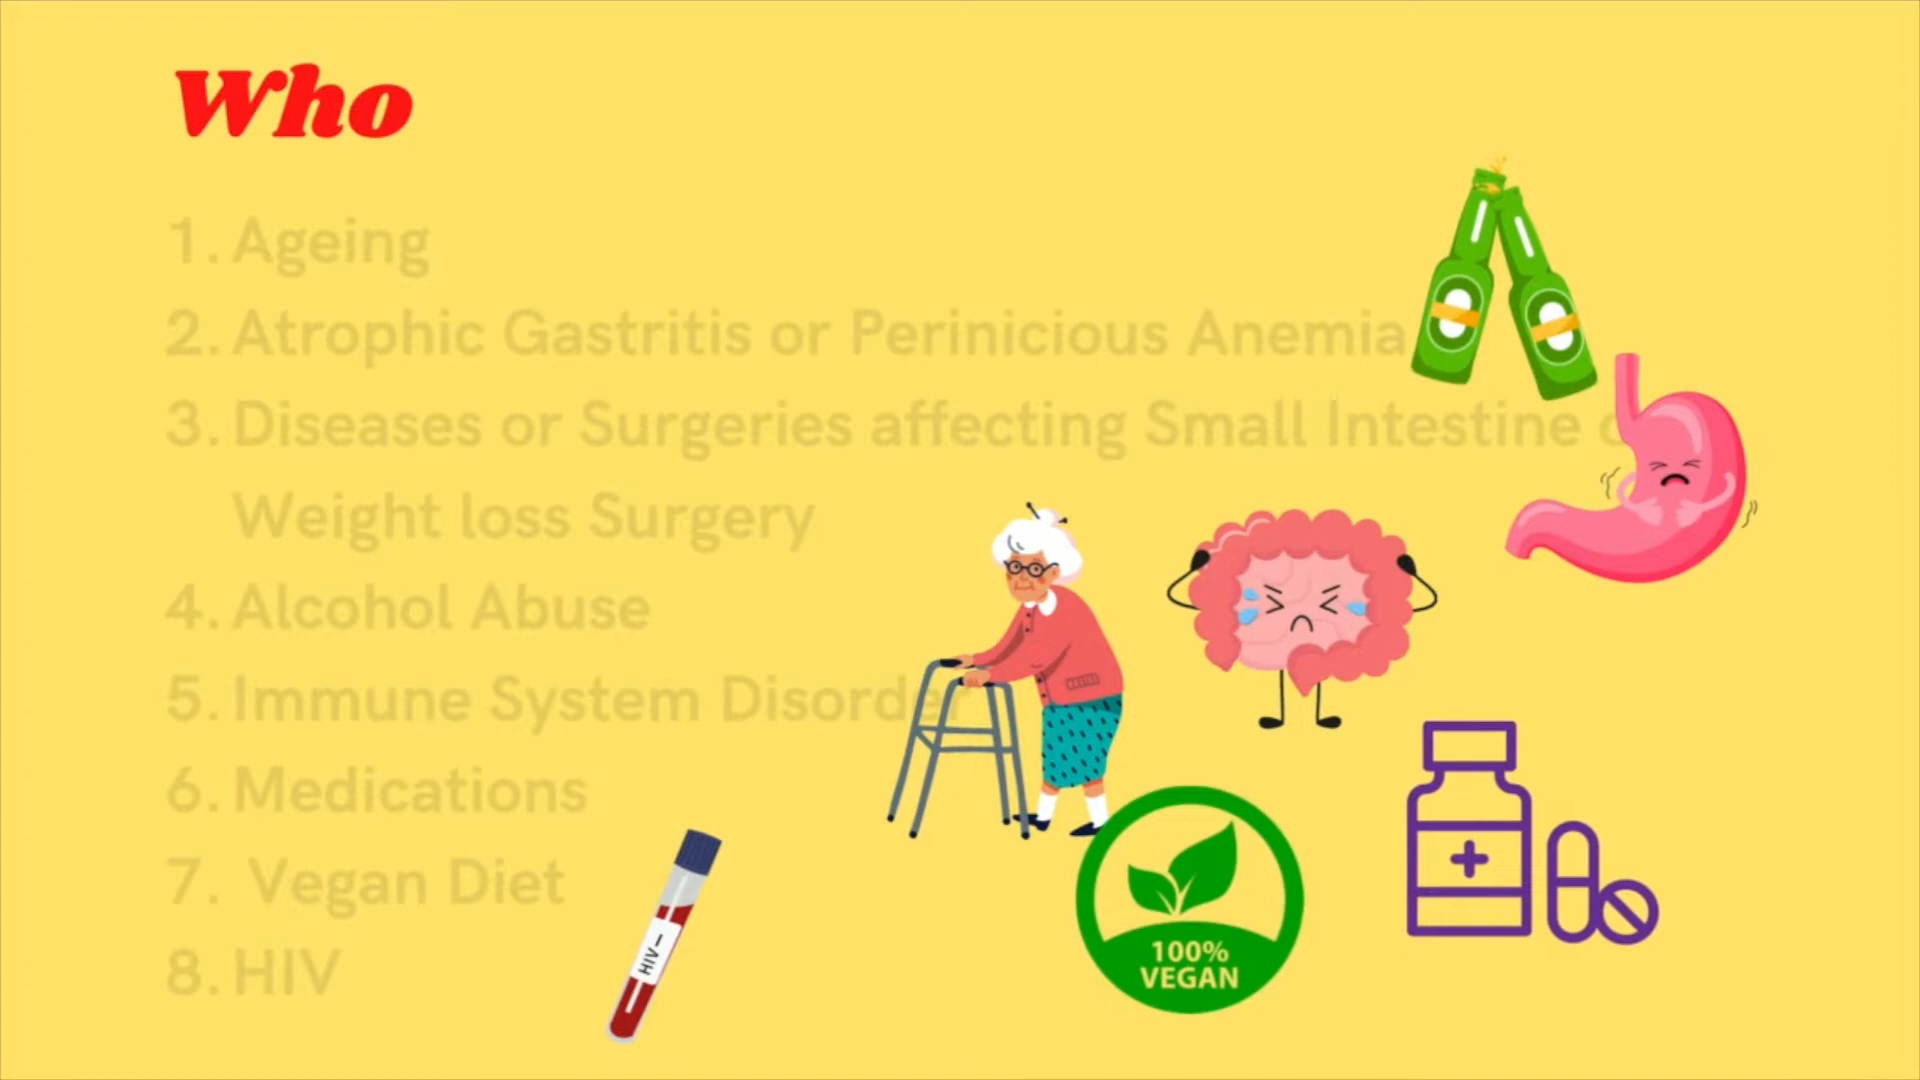 Who
1. Ageing
2. Atrophic Gastritis or Perinicious Anemia
3. Diseases or Surgeries affecting Small Intestine
Weight loss Surgery
4. Alcohol Abuse
5. Immune System Disorder
6. Medications
7. Vegan Diet
8. HIV
HIV –
100%
VEGAN